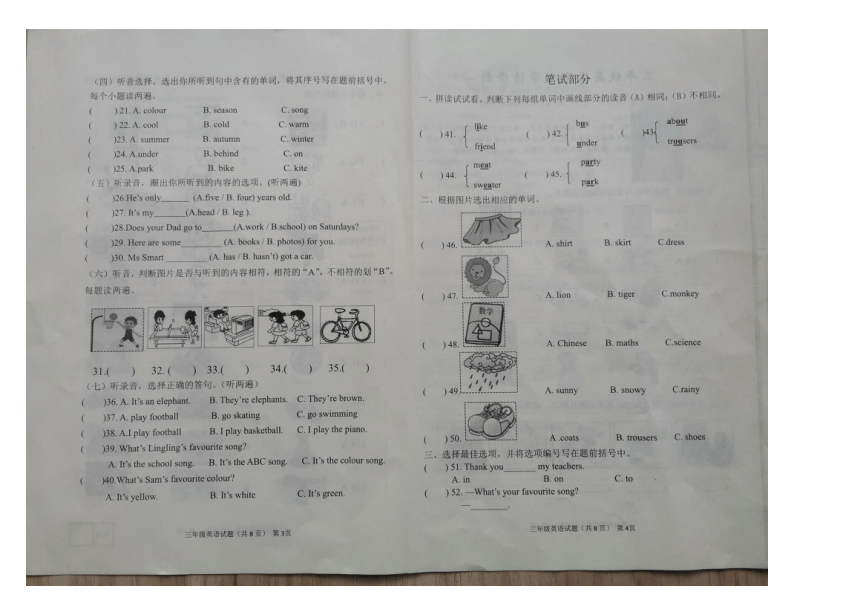 (四）听音选择。选出你所听到句中含有的单词，将其序号写在题前括号中。
每个小题读两遍。
( )21. A. colour B. season C. song
( )22. A. cool B. cold C. warm
( )23. A. summer B. autumn C. winter
( )24. A.under B. behind C. on
( )25. A.park B. bike C. kite
(五）听录音，圈出你所听到的内容的选项。(听两遍)
( )26.He's only______ (A.five / B. four) years old.
( )27. It's my______(A.head / B. leg ).
( )28.Does your Dad go to______(A.work / B.school) on Saturdays?
( )29. Here are some________ (A. books / B. photos) for you.
( )30. Ms Smart ________ (A. has / B. hasn't) got a car.
(六）听音，判断图片是否与听到的内容相符，相符的“A”，不相符的划“B”。
每题读两遍。
31.( ) 32. ( ) 33.( ) 34.( ) 35.( )
(七）听录音，选择正确的答句。（听两遍）
( )36. A. It's an elephant. B. They're elephants. C. They're brown.
( )37. A. play football B. go skating C. go swimming
( )38. A.I play football B. I play basketball. C. I play the piano.
( )39. What's Lingling's favourite song?
A. It's the school song. B. It's the ABC song. C. It's the colour song.
( )40.What's Sam's favourite colour?
A. It's yellow. B. It's white C. It's green.
三年级英语试题（共 8 页） 第 3页
笔试部分
一、拼读试试看，判断下列每组单词中画线部分的读音（A）相同；（B）不相同。
like bus about
( )41. ( )42. ( )43.
friend under trousers
meat party
( )44. ( )45.
sweater park
二、根据图片选出相应的单词。
( )46. A. shirt B. skirt C.dress
( )47. A. lion B. tiger C.monkey
数学
( )48. A. Chinese B. maths C.science
( )49. A. sunny B. snowy C.rainy
( )50. A .coats B. trousers C. shoes
三、选择最佳选项，并将选项编号写在题前括号中。
( )51. Thank you______ my teachers.
A. in B. on C. to
( )52. —What's your favourite song?
—_______.
三年级英语试题（共 8 页） 第 4页